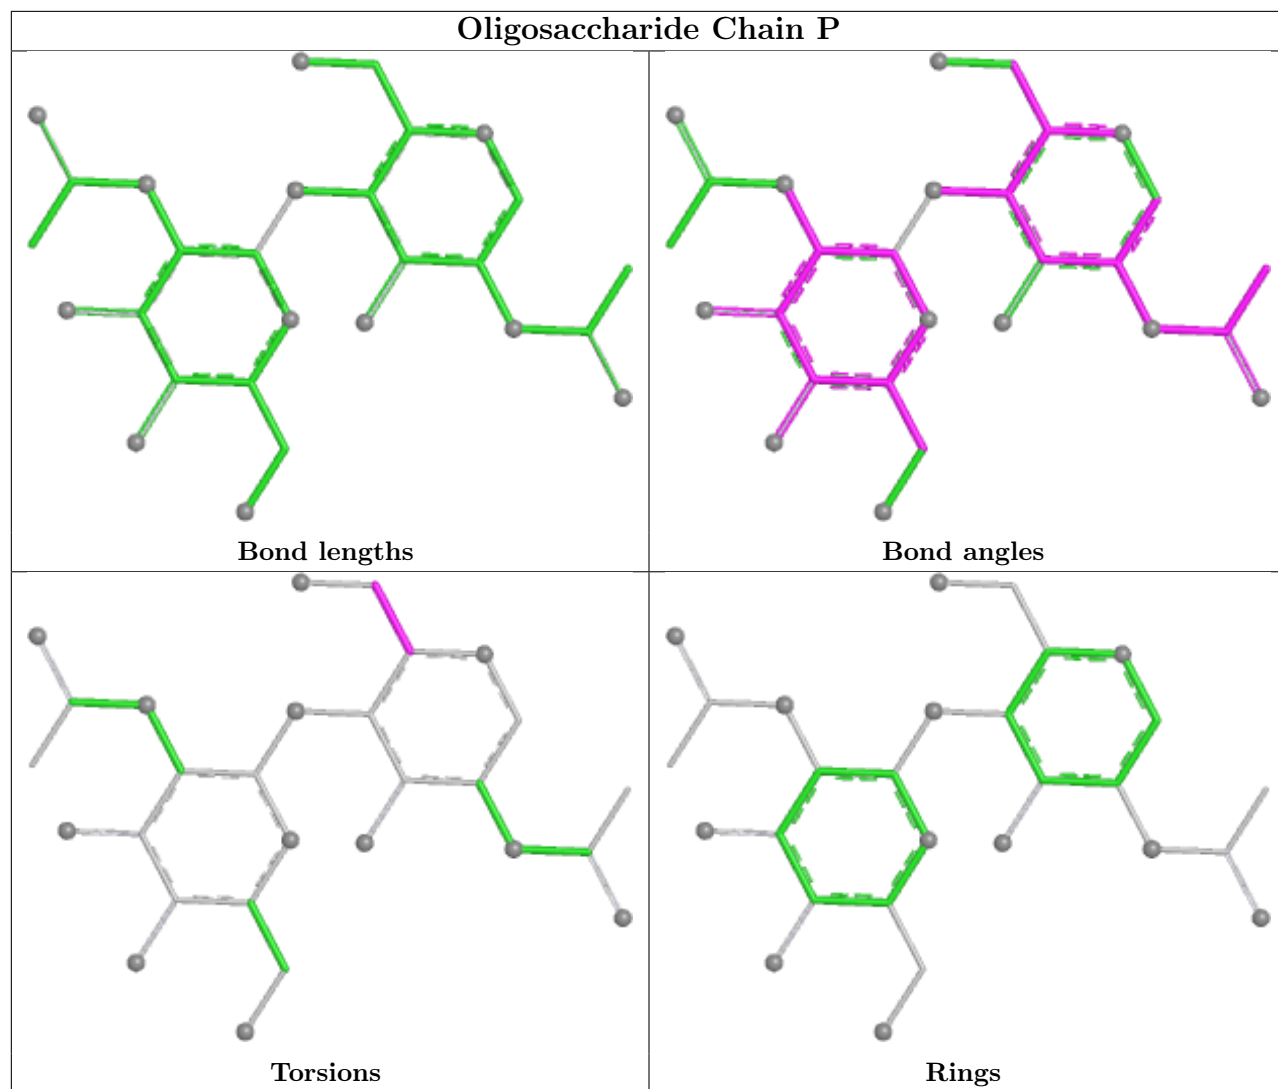 Oligosaccharide Chain P
Bond lengths
Bond angles
Torsions
Rings